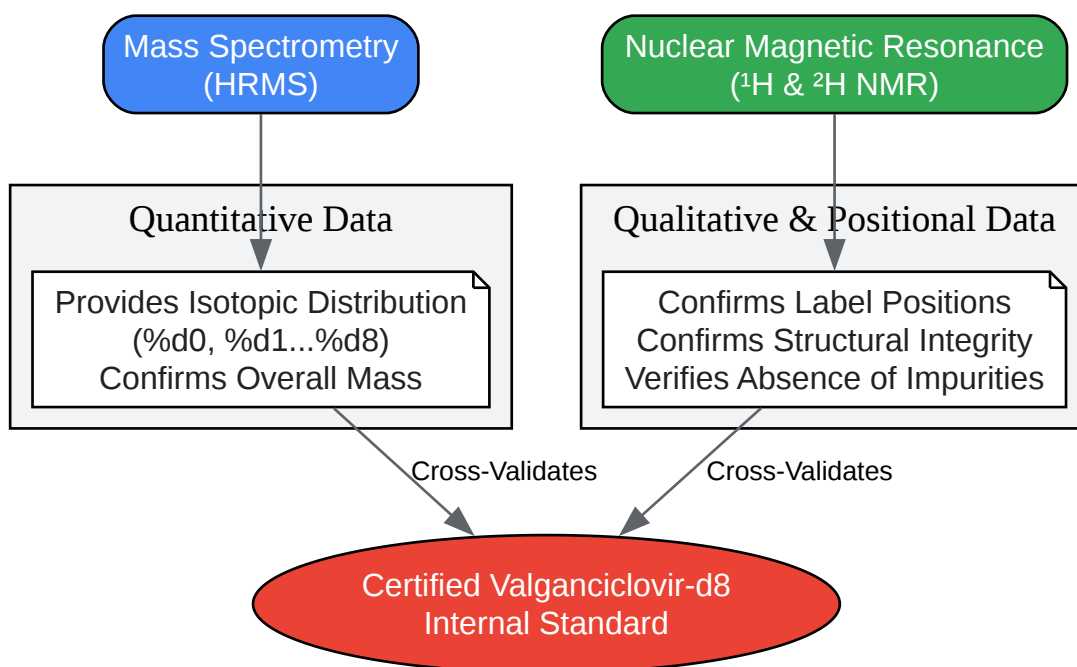 Mass Spectrometry
(HRMS)
Nuclear Magnetic Resonance
(¹H & ²H NMR)
Quantitative Data
Provides Isotopic Distribution
(%d0, %d1...%d8)
Confirms Overall Mass
Qualitative & Positional Data
Confirms Label Positions
Confirms Structural Integrity
Verifies Absence of Impurities
Cross-Validates
Cross-Validates
Certified Valganciclovir-d8
Internal Standard